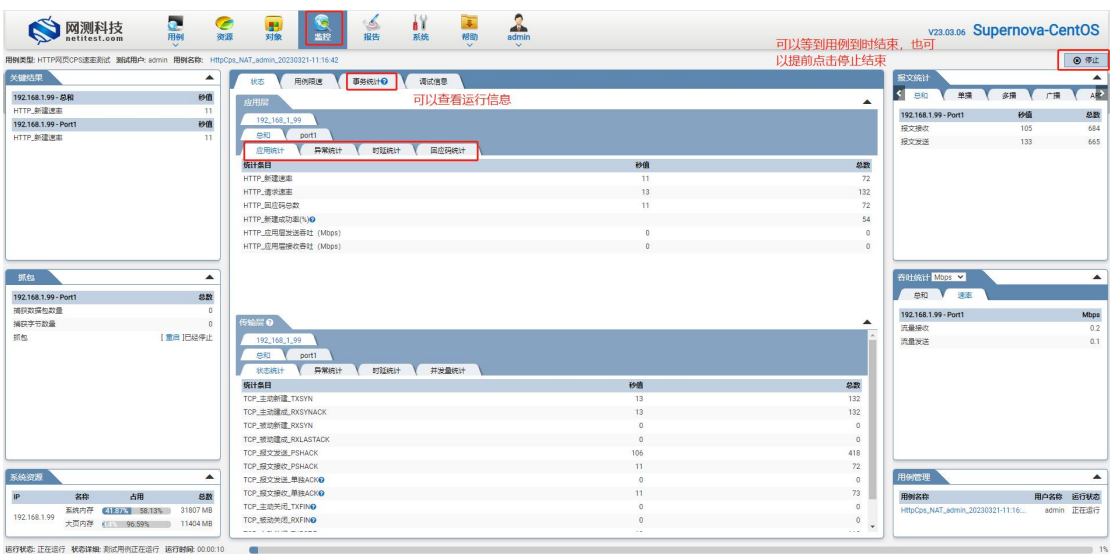 网测科技
netitest.com
用例
资源
对象
监控
报告
系统
帮助
admin
v23.03.06 Supernova-CentOS
可以等到用例到时结束，也可
以提前点击停止结束
用例类型: HTTP网页CPS速率测试 测试用户: admin 用例名称: HttpCps_NAT_admin_20230321-11:16:42
停止
关键结果
192.168.1.99 - 总和 秒值
HTTP_新建速率 11
192.168.1.99 - Port1 秒值
HTTP_新建速率 11
抓包
192.168.1.99 - Port1 总数
捕获数据包数量 0
捕获字节数量 0
抓包 [ 重启 ]已经停止
系统资源
IP 名称 占用 总数
192.168.1.99
系统内存 41.87% 58.13% 31807 MB
大页内存 96.59% 11404 MB
状态 用例限速 事务统计 调试信息
可以查看运行信息
应用层
192_168_1_99
总和 port1
应用统计 异常统计 时延统计 回应码统计
统计条目 秒值 总数
HTTP_新建速率 11 72
HTTP_请求速率 13 132
HTTP_回应码总数 11 72
HTTP_新建成功率(%) 54
HTTP_应用层发送吞吐 (Mbps) 0 0
HTTP_应用层接收吞吐 (Mbps) 0 0
传输层
192_168_1_99
总和 port1
状态统计 异常统计 时延统计 并发量统计
统计条目 秒值 总数
TCP_主动新建_TXSYN 13 132
TCP_主动建成_RXSYNACK 13 132
TCP_被动新建_RXSYN 0 0
TCP_被动建成_RXLASTACK 0 0
TCP_报文发送_PSHACK 106 418
TCP_报文接收_PSHACK 11 72
TCP_报文发送_单独ACK 0 0
TCP_报文接收_单独ACK 11 73
TCP_主动关闭_TXFIN 0 0
TCP_被动关闭_RXFIN 0 0
报文统计
总和 单播 多播 广播
192.168.1.99 - Port1 秒值 总数
报文接收 105 684
报文发送 133 665
吞吐统计 Mbps
总和 速率
192.168.1.99 - Port1 Mbps
流量接收 0.2
流量发送 0.1
用例管理
用例名称 用户名称 运行状态
HttpCps_NAT_admin_20230321-11:16:... admin 正在运行
运行状态: 正在运行 状态详细: 测试用例正在运行 运行时间: 00:00:10
1%